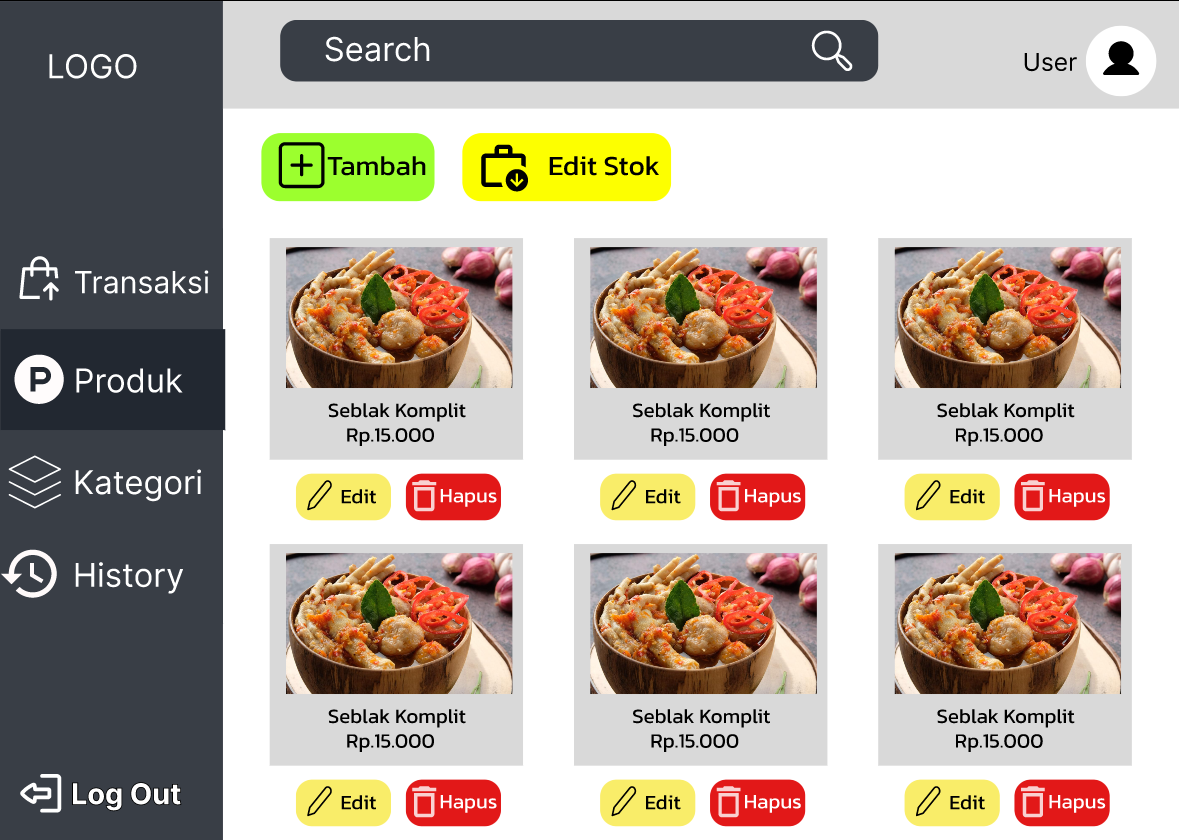 LOGO
Search
User
Tambah
Edit Stok
Transaksi
Produk
Kategori
History
Log Out
Seblak Komplit
Rp.15.000
Edit
Hapus
Seblak Komplit
Rp.15.000
Edit
Hapus
Seblak Komplit
Rp.15.000
Edit
Hapus
Seblak Komplit
Rp.15.000
Edit
Hapus
Seblak Komplit
Rp.15.000
Edit
Hapus
Seblak Komplit
Rp.15.000
Edit
Hapus